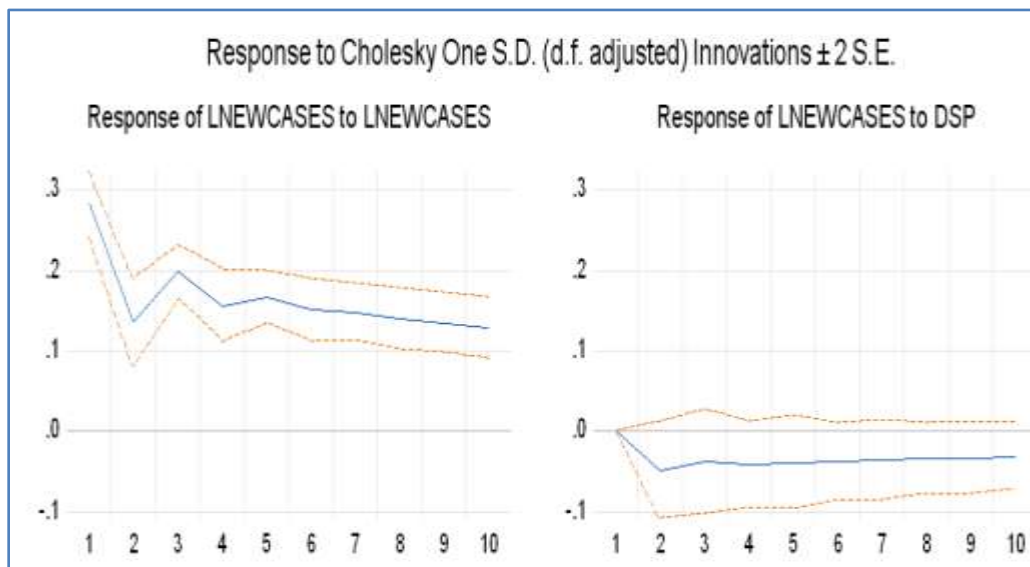 Response to Cholesky One S.D. (d.f. adjusted) Innovations ± 2 S.E.
Response of LNEWCASES to LNEWCASES
.3
.2
.1
.0
-.1
1 2 3 4 5 6 7 8 9 10
Response of LNEWCASES to DSP
.3
.2
.1
.0
-.1
1 2 3 4 5 6 7 8 9 10